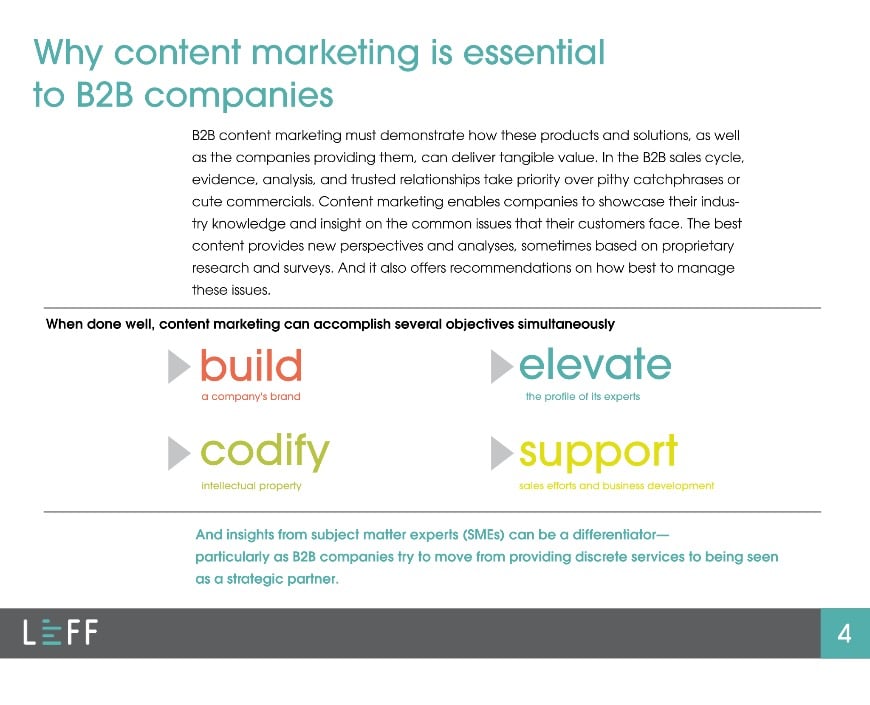 Why content marketing is essential
to B2B companies
B2B content marketing must demonstrate how these products and solutions, as well
as the companies providing them, can deliver tangible value. In the B2B sales cycle,
evidence, analysis, and trusted relationships take priority over pithy catchphrases or
cute commercials. Content marketing enables companies to showcase their indus-
try knowledge and insight on the common issues that their customers face. The best
content provides new perspectives and analyses, sometimes based on proprietary
research and surveys. And it also offers recommendations on how best to manage
these issues.
When done well, content marketing can accomplish several objectives simultaneously
build
a company's brand
elevate
the profile of its experts
codify
intellectual property
support
sales efforts and business development
And insights from subject matter experts (SMEs) can be a differentiator—
particularly as B2B companies try to move from providing discrete services to being seen
as a strategic partner.
LEFF
4